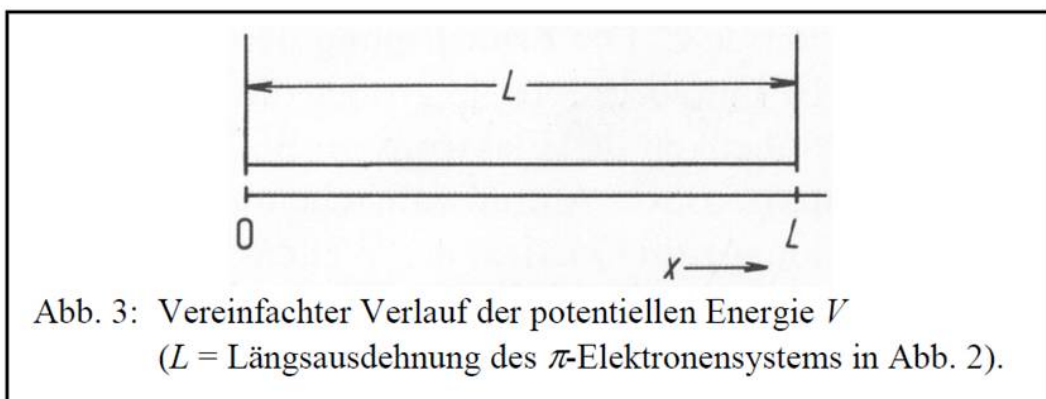 L
0 L
x
Abb. 3: Vereinfachter Verlauf der potentiellen Energie V
(L = Längsausdehnung des π-Elektronensystems in Abb. 2).